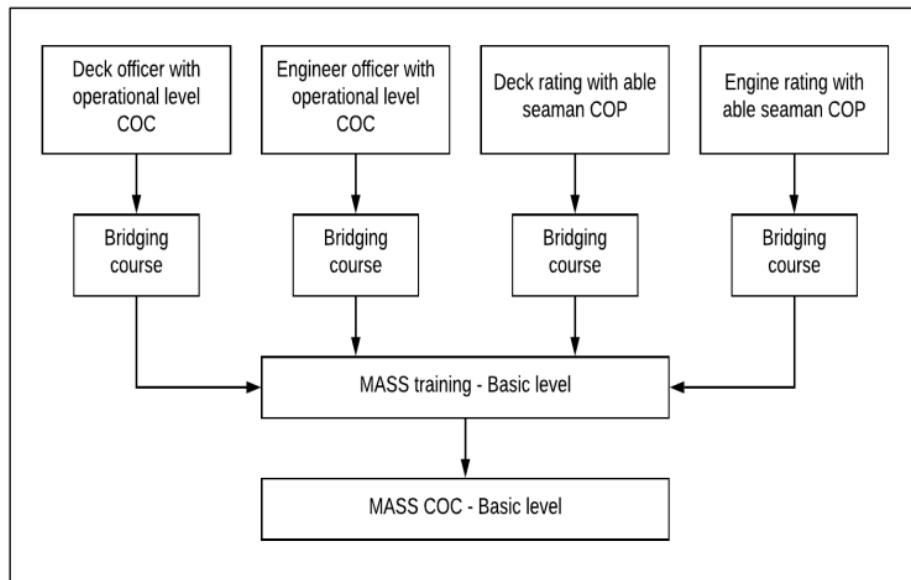 Deck officer with
operational level
COC
Engineer officer with
operational level
COC
Deck rating with able
seaman COP
Engine rating with
able seaman COP
Bridging
course
Bridging
course
Bridging
course
Bridging
course
MASS training - Basic level
MASS COC - Basic level